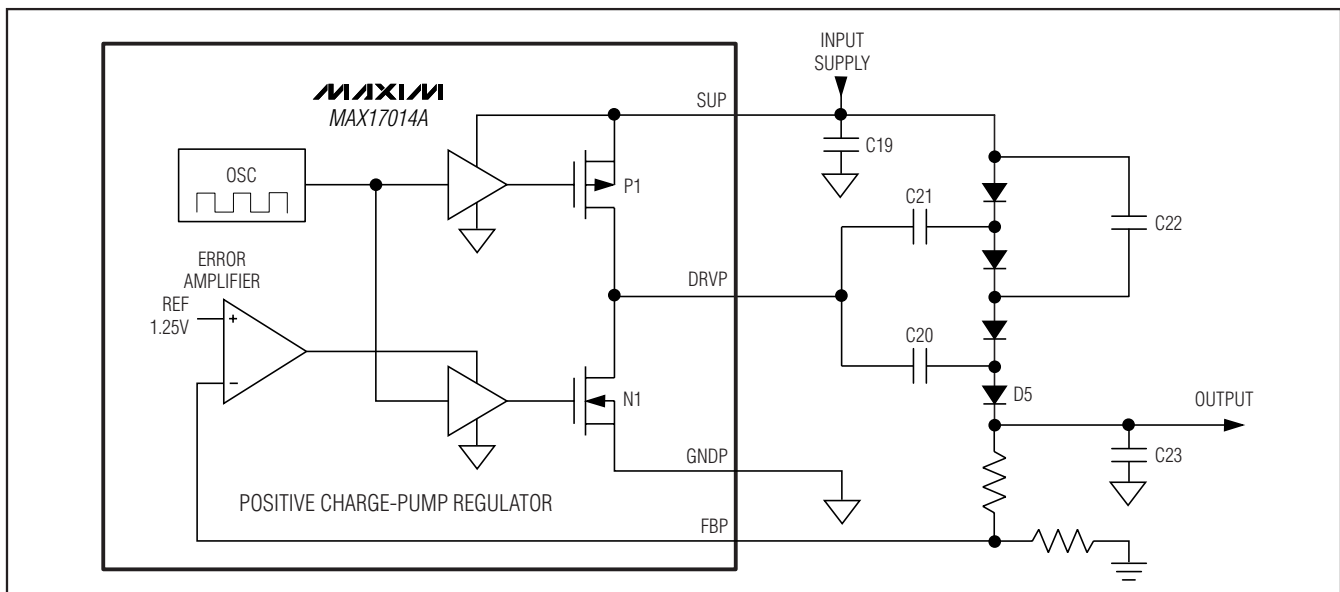 INPUT
SUPPLY
MAXIM
MAX17014A
SUP
C19
OSC
P1
C21
C22
ERROR
AMPLIFIER
REF
1.25V
+
−
DRVP
C20
N1
D5
OUTPUT
GNDP
C23
POSITIVE CHARGE-PUMP REGULATOR
FBP